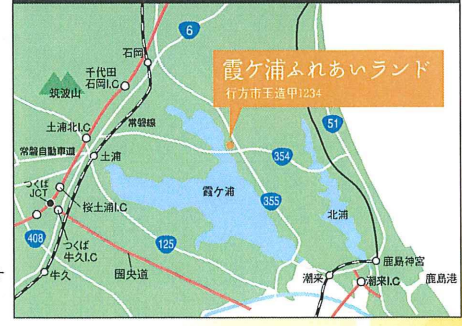 6
石岡
霞ケ浦ふれあいランド
行方市玉造甲1234
千代田
石岡I.C
筑波山
土浦北I.C
常磐線
51
常磐自動車道
土浦
354
つくば
JCT
霞ケ浦
桜土浦I.C
355
北浦
408
つくば
牛久I.C
125
鹿島神宮
牛久
圏央道
潮来
潮来I.C
鹿島港